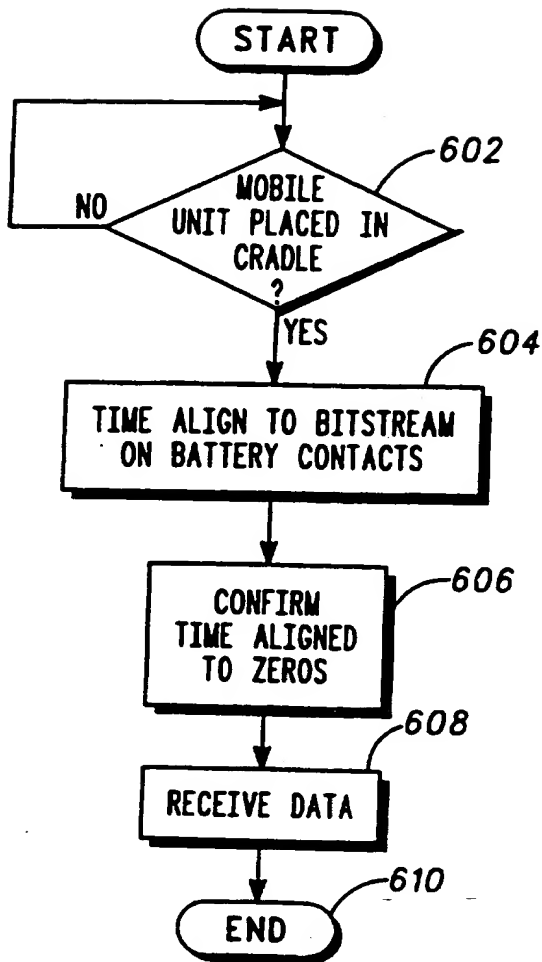 START
602
MOBILE
UNIT PLACED IN
CRADLE
?
NO
YES
604
TIME ALIGN TO BITSTREAM
ON BATTERY CONTACTS
606
CONFIRM
TIME ALIGNED
TO ZEROS
608
RECEIVE DATA
610
END